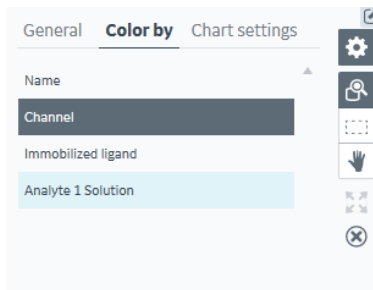 General Color by Chart settings
Name
Channel
Immobilized ligand
Analyte 1 Solution